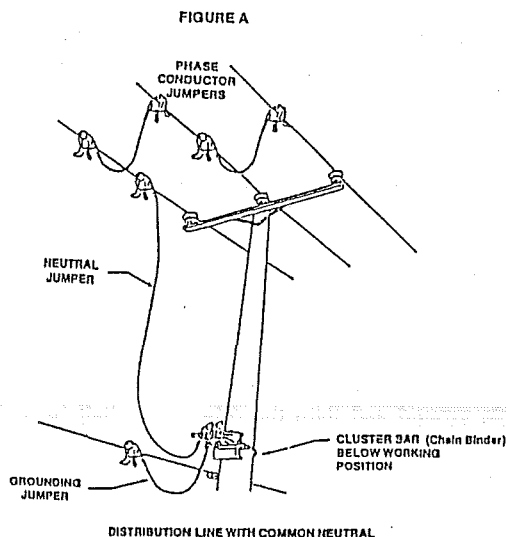 FIGURE A
PHASE
CONDUCTOR
JUMPERS
NEUTRAL
JUMPER
CLUSTER BAR (Chain Binder)
BELOW WORKING
POSITION
GROUNDING
JUMPER
DISTRIBUTION LINE WITH COMMON NEUTRAL